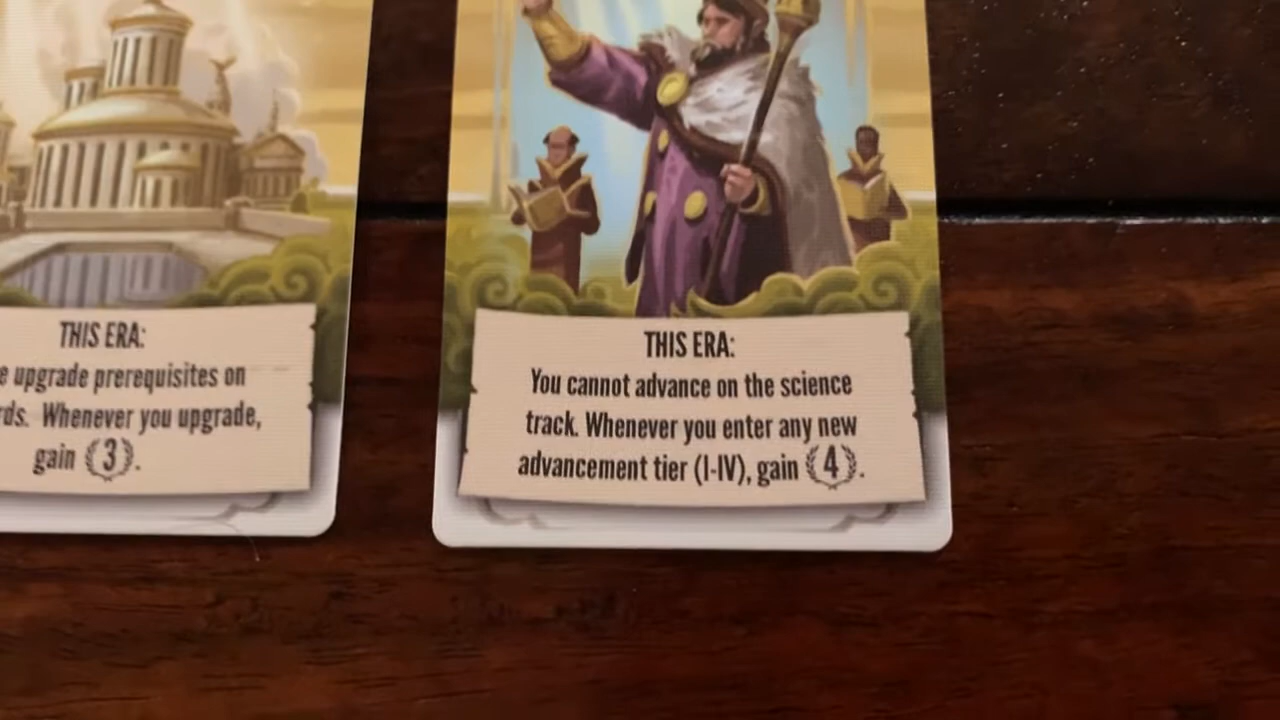 THIS ERA:
upgrade prerequisites on
Whenever you upgrade,
gain 3.
THIS ERA:
You cannot advance on the science
track. Whenever you enter any new
advancement tier (I-IV), gain 4.